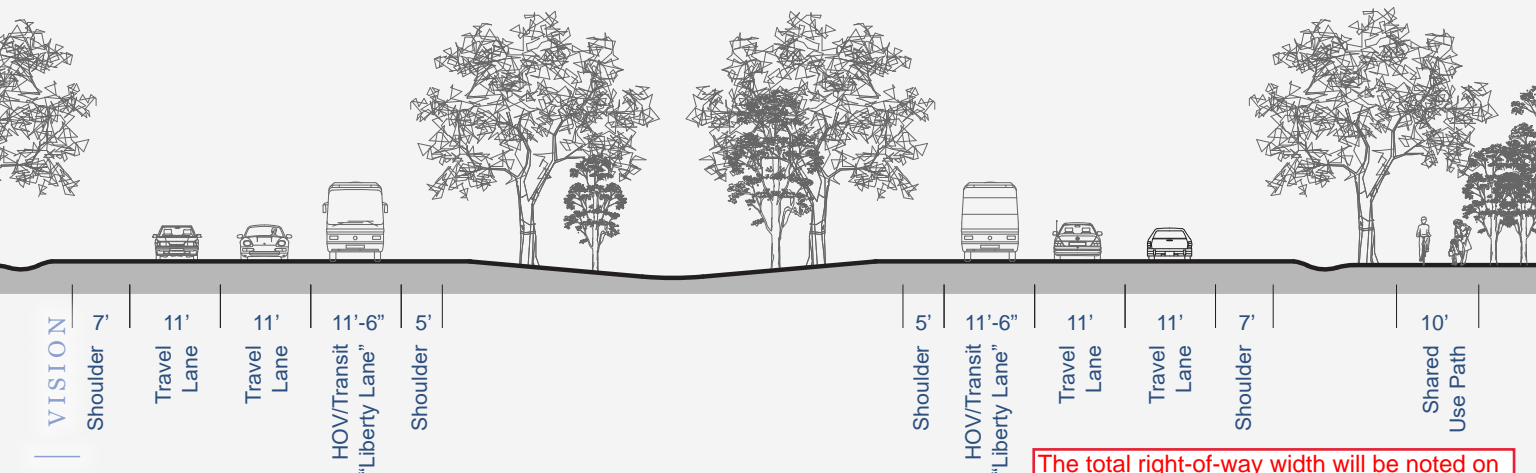 7’ 11’ 11’ 11’-6” 5’ 5’ 11’-6” 11’ 11’ 7’ 10’
VISION
Shoulder
Travel
Lane
Travel
Lane
HOV/Transit
“Liberty Lane”
Shoulder
Shoulder
HOV/Transit
“Liberty Lane”
Travel
Lane
Travel
Lane
Shoulder
Shared
Use Path
The total right-of-way width will be noted on